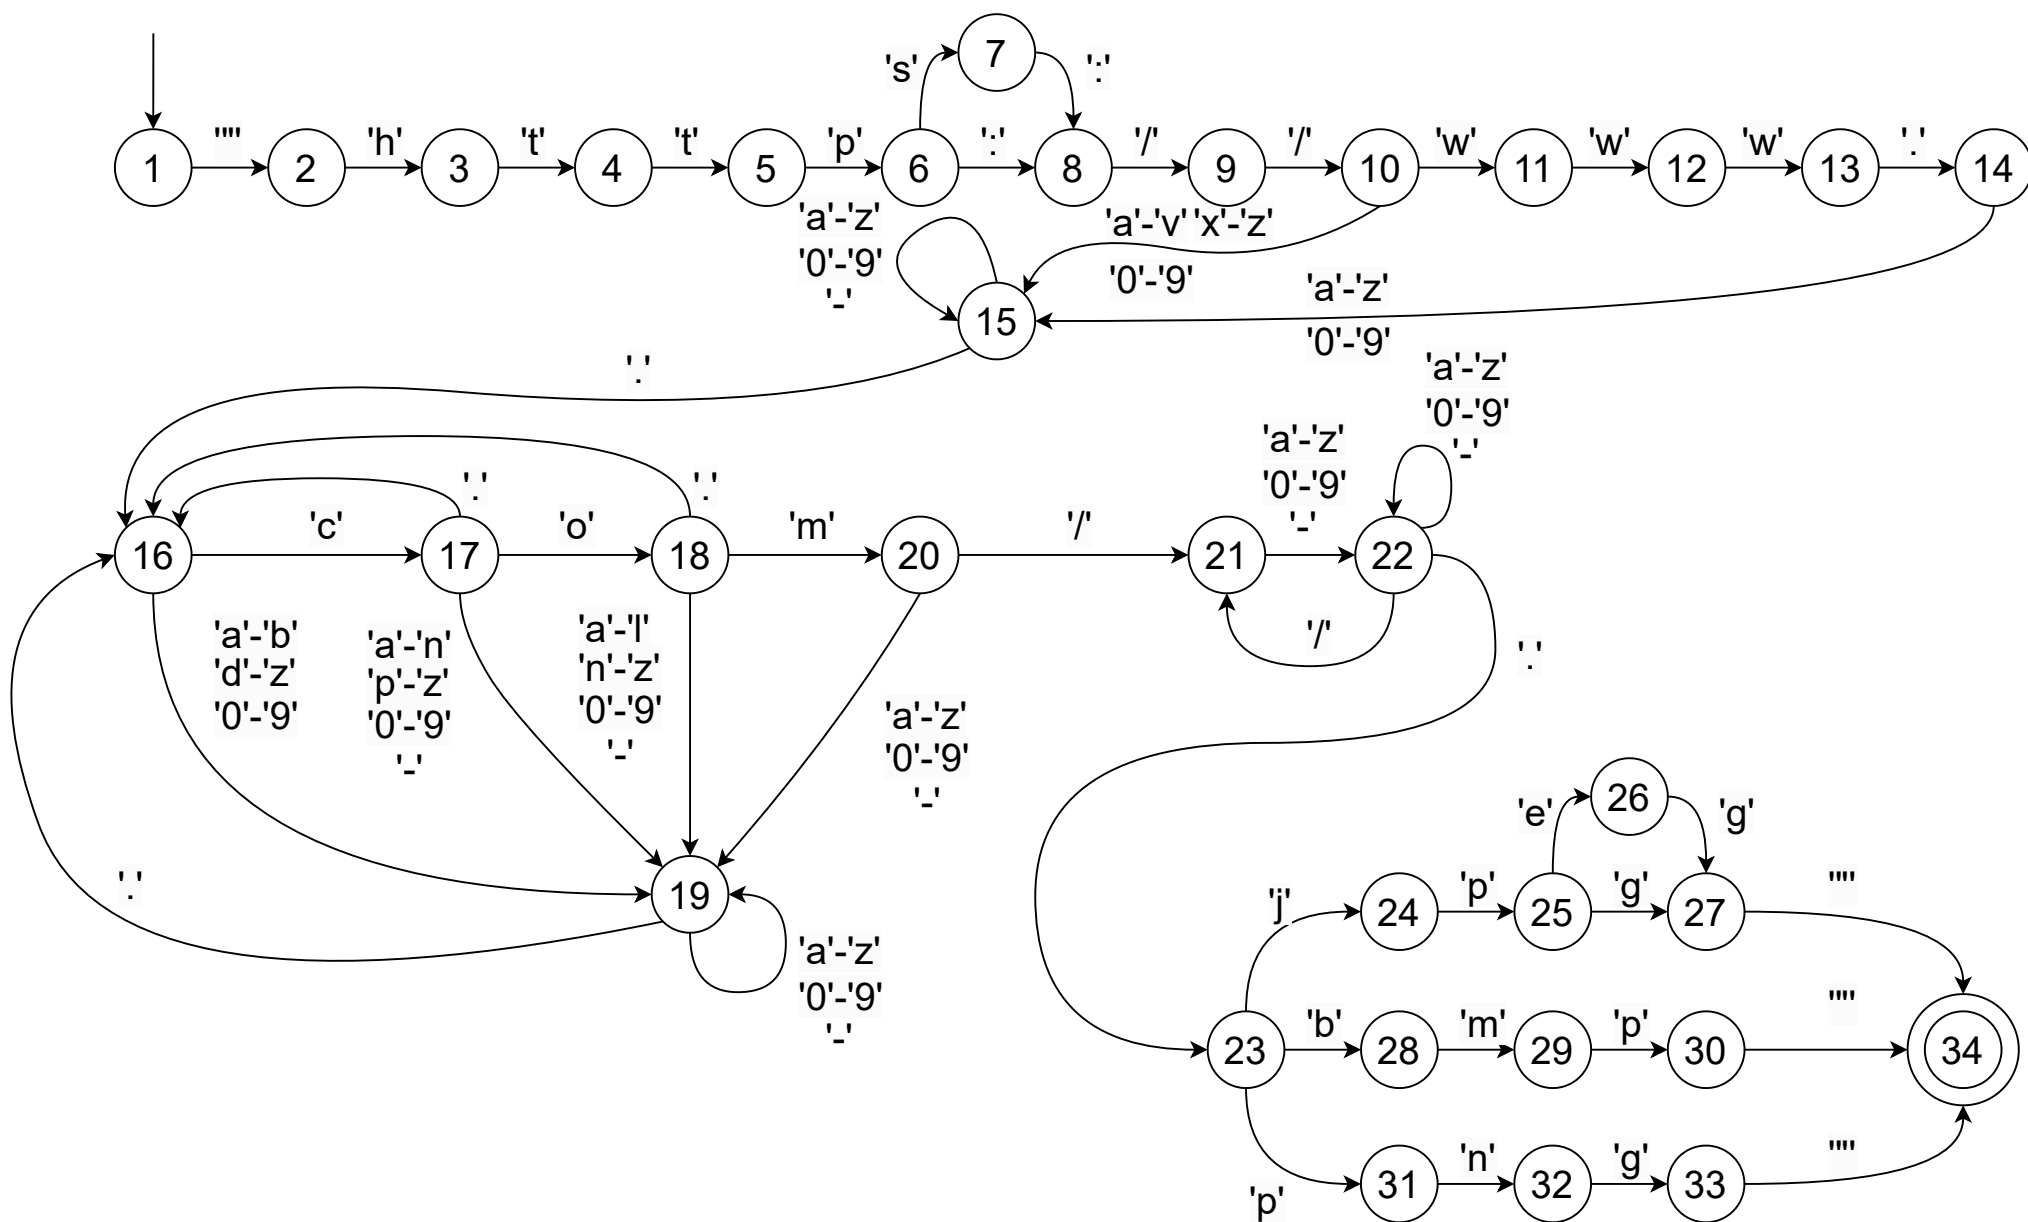 7
's'
':'
1
'"'
2
'h'
3
't'
4
't'
5
'p'
6
':'
8
'/'
9
'/'
10
'w'
11
'w'
12
'w'
13
'.'
14
'a'-'z'
'0'-'9'
'-'
'a'-'v' 'x'-'z'
'0'-'9'
15
'a'-'z'
'0'-'9'
'.'
'a'-'z'
'0'-'9'
'-'
'a'-'z'
'0'-'9'
'-'
'.'
'.'
16
'c'
17
'o'
18
'm'
20
'/'
21
22
'/'
'.'
'a'-'b'
'd'-'z'
'0'-'9'
'a'-'n'
'p'-'z'
'0'-'9'
'-'
'a'-'l'
'n'-'z'
'0'-'9'
'-'
'a'-'z'
'0'-'9'
'-'
'.'
19
'a'-'z'
'0'-'9'
'-'
26
'e'
'g'
'j'
24
'p'
25
'g'
27
'"'
23
'b'
28
'm'
29
'p'
30
'"'
34
'p'
31
'n'
32
'g'
33
'"'